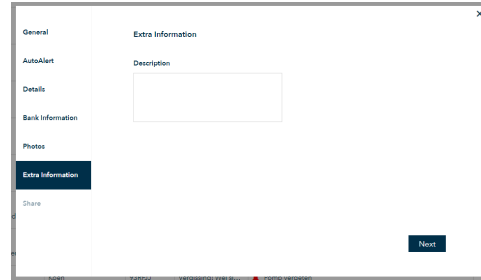 General
Extra Information
AutoAlert
Description
Details
Bank Information
Photos
Extra Information
Share
Next